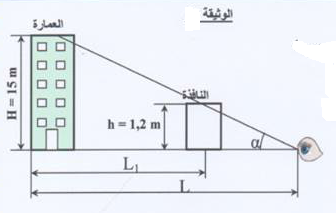 الوثيقة
العمارة
النافذة
H = 15 m
h = 1,2 m
α
L₁
L